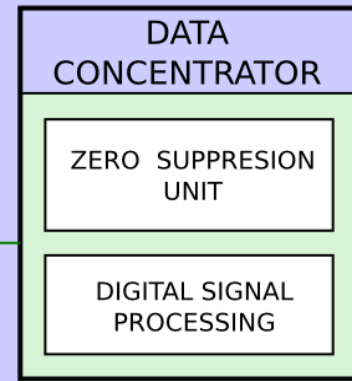 DATA
CONCENTRATOR
ZERO SUPPRESION
UNIT
DIGITAL SIGNAL
PROCESSING